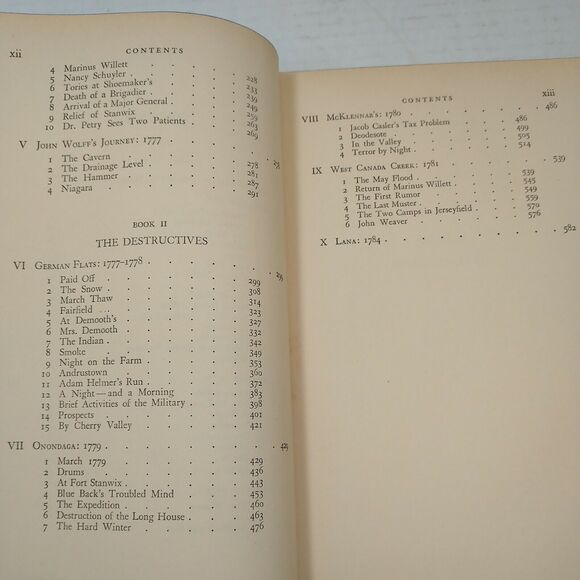 xii CONTENTS
4 Marinus Willett . . . . . 228
5 Nancy Schuyler . . . . . 233
6 Tories at Shoemaker's . . . . 239
7 Death of a Brigadier . . . . 249
8 Arrival of a Major General . . . 259
9 Relief of Stanwix . . . . 263
10 Dr. Petry Sees Two Patients . . . 269
V John Wolff's Journey: 1777 . . . .
1 The Cavern . . . . . 278
2 The Drainage Level . . . . 281
3 The Hammer . . . . . 287
4 Niagara . . . . . 291
BOOK II
THE DESTRUCTIVES
VI German Flats: 1777–1778 . . . . . 299
1 Paid Off . . . . . 299
2 The Snow . . . . . 308
3 March Thaw . . . . . 314
4 Fairfield . . . . . . 323
5 At Demooth's . . . . . 327
6 Mrs. Demooth . . . . . 332
7 The Indian . . . . . 342
8 Smoke . . . . . 349
9 Night on the Farm . . . . 353
10 Andrustown . . . . . 360
11 Adam Helmer's Run . . . . 372
12 A Night—and a Morning . . . . 383
13 Brief Activities of the Military . . . 398
14 Prospects . . . . . 401
15 By Cherry Valley . . . . 421
VII Onondaga: 1779 . . . . . . 429
1 March 1779 . . . . . 429
2 Drums . . . . . . 436
3 At Fort Stanwix . . . . 443
4 Blue Back's Troubled Mind . . . 453
5 The Expedition . . . . . 460
6 Destruction of the Long House . . . 463
7 The Hard Winter . . . . 476
CONTENTS xiii
VIII McKlennar's: 1780 . . . . . . 486
1 Jacob Casler's Tax Problem . . . 486
2 Deodesote . . . . . 499
3 In the Valley . . . . . 505
4 Terror by Night . . . . 514
IX West Canada Creek: 1781 . . . . . 539
1 The May Flood . . . . . 539
2 Return of Marinus Willett . . . 545
3 The First Rumor . . . . 559
4 The Last Muster . . . . 570
5 The Two Camps in Jerseyfield . . . 576
6 John Weaver . . . . .
X Lana: 1784 . . . . . . . 582